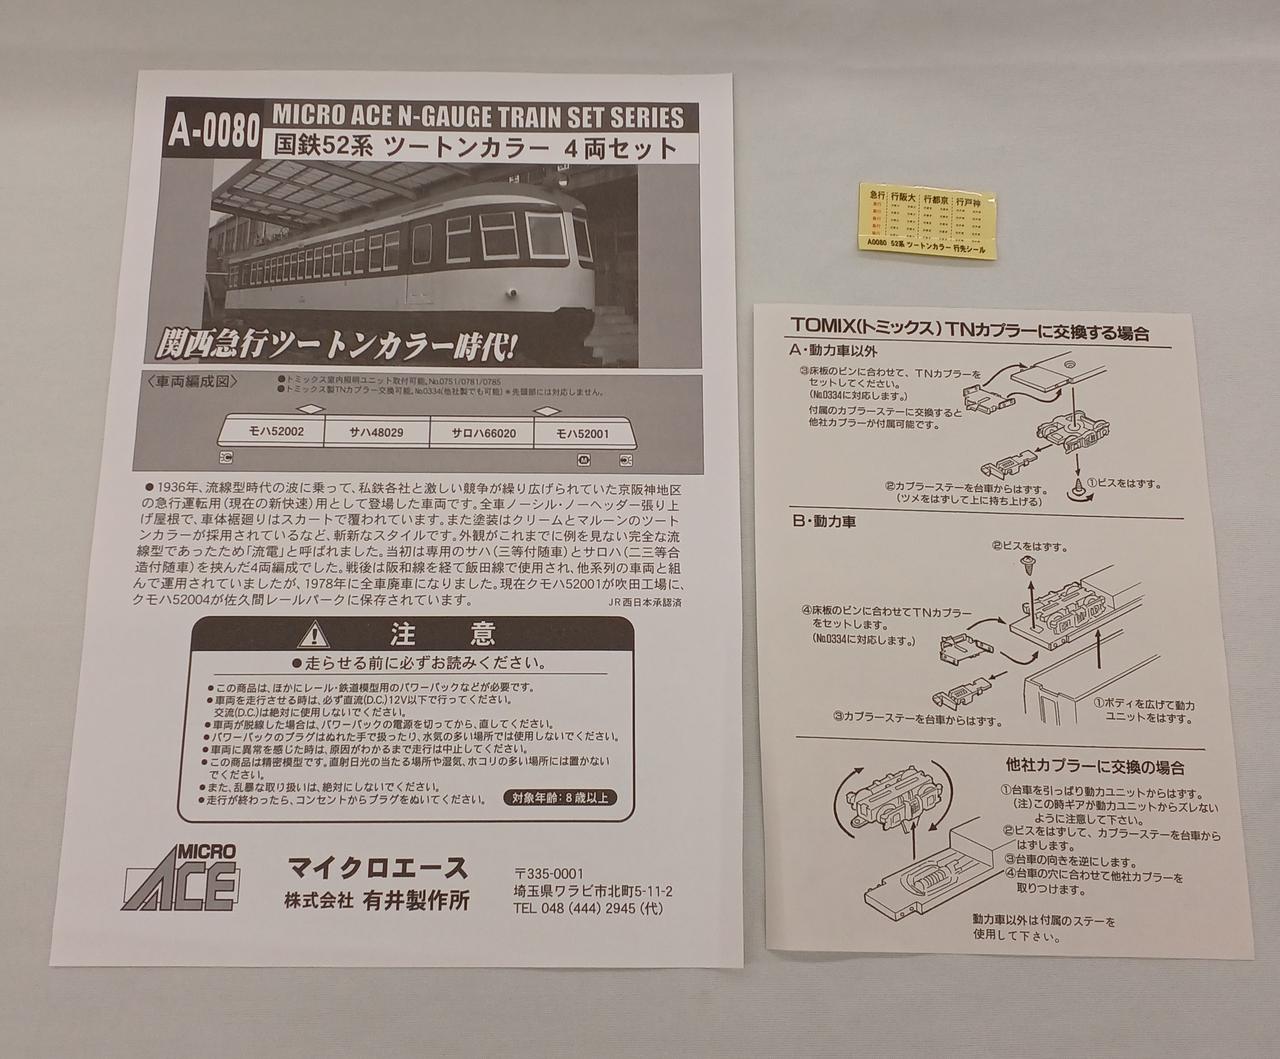 A-0080
MICRO ACE N-GAUGE TRAIN SET SERIES
国鉄52系 ツートンカラー 4両セット
関西急行ツートンカラー時代!
〈車両編成図〉
●トミックス室内照明ユニット取付可能。No.0751/0781/0785
●トミックス製TNカプラー交換可能。No.0334(他社製でも可能)＊先頭部には対応しません。
モハ52002 サハ48029 サロハ66020 モハ52001
M
●1936年、流線型時代の波に乗って、私鉄各社と激しい競争が繰り広げられていた京阪神地区
の急行運転用(現在の新快速)用として登場した車両です。全車ノーシル・ノーヘッダー張り上
げ屋根で、車体裾廻りはスカートで覆われています。また塗装はクリームとマルーンのツート
ンカラーが採用されているなど、斬新なスタイルです。外観がこれまでに例を見ない完全な流
線型であったため「流電」と呼ばれました。当初は専用のサハ(三等付随車)とサロハ(二三等合
造付随車)を挟んだ4両編成でした。戦後は阪和線を経て飯田線で使用され、他系列の車両と組
んで運用されていましたが、1978年に全車廃車になりました。現在クモハ52001が吹田工場に、
クモハ52004が佐久間レールパークに保存されています。
JR西日本承認済
注 意
●走らせる前に必ずお読みください。
●この商品は、ほかにレール・鉄道模型用のパワーパックなどが必要です。
●車両を走行させる時は、必ず直流(D.C.)12V以下で行ってください。
交流(D.C.)は絶対に使用しないでください。
●車両が脱線した場合は、パワーパックの電源を切ってから、直してください。
●パワーパックのプラグはぬれた手で扱ったり、水気の多い場所では使用しないでください。
●車両に異常を感じた時は、原因がわかるまで走行は中止してください。
●この商品は精密模型です。直射日光の当たる場所や湿気、ホコリの多い場所には置かない
でください。
●また、乱暴な取り扱いは、絶対にしないでください。
●走行が終わったら、コンセントからプラグをぬいてください。
対象年齢:8歳以上
MICRO
ACE
マイクロエース
株式会社 有井製作所
〒335-0001
埼玉県ワラビ市北町5-11-2
TEL 048 (444) 2945 (代)
急行 行阪大 行都京 行戸神
A0080 52系 ツートンカラー 行先シール
TOMIX(トミックス)TNカプラーに交換する場合
A・動力車以外
③床板のピンに合わせて、TNカプラーを
セットしてください。
(No.0334に対応します。)
付属のカプラーステーに交換すると
他社カプラーが付属可能です。
②カプラーステーを台車からはずす。
(ツメをはずして上に持ち上げる)
①ビスをはずす。
B・動力車
②ビスをはずす。
④床板のピンに合わせてTNカプラー
をセットします。
(No.0334に対応します。)
③カプラーステーを台車からはずす。
①ボディを広げて動力
ユニットをはずす。
他社カプラーに交換の場合
①台車を引っぱり動力ユニットからはずす。
(注)この時ギアが動力ユニットからズレない
ように注意して下さい。
②ビスをはずして、カプラーステーを台車から
はずします。
③台車の向きを逆にします。
④台車の穴に合わせて他社カプラーを
取りつけます。
動力車以外は付属のステーを
使用して下さい。